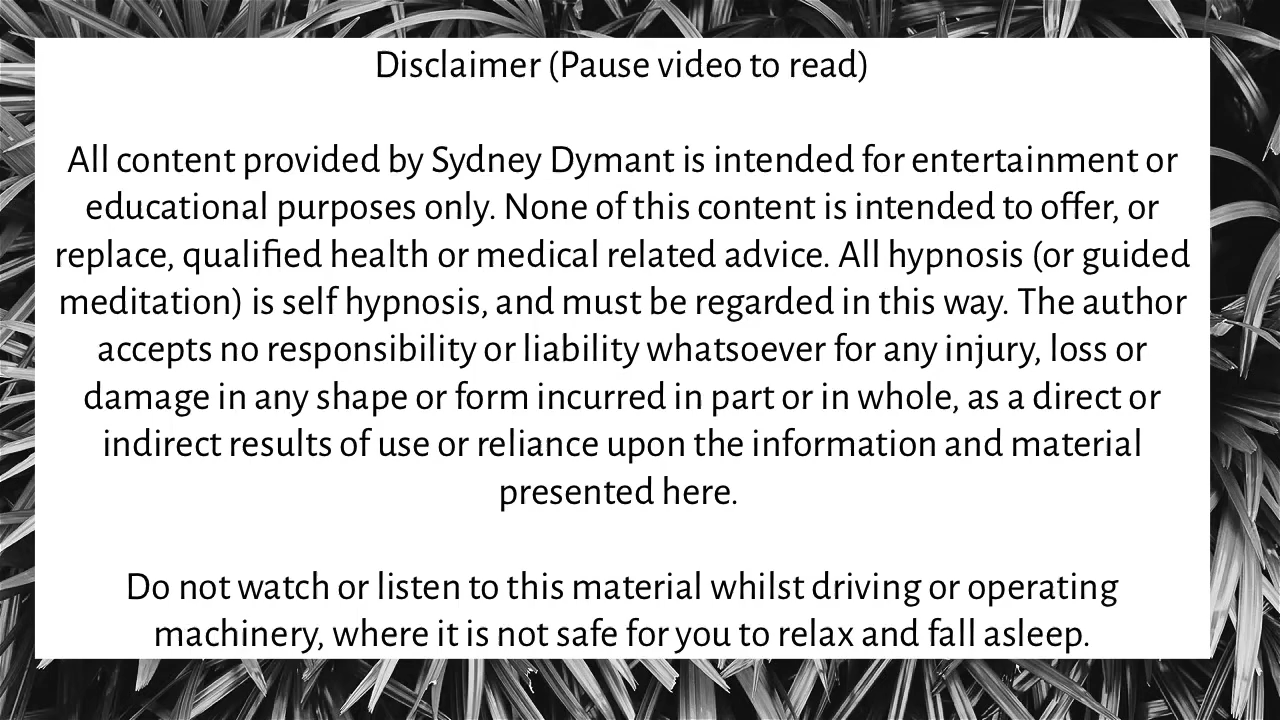 Disclaimer (Pause video to read)
All content provided by Sydney Dymant is intended for entertainment or
educational purposes only. None of this content is intended to offer, or
replace, qualified health or medical related advice. All hypnosis (or guided
meditation) is self hypnosis, and must be regarded in this way. The author
accepts no responsibility or liability whatsoever for any injury, loss or
damage in any shape or form incurred in part or in whole, as a direct or
indirect results of use or reliance upon the information and material
presented here.
Do not watch or listen to this material whilst driving or operating
machinery, where it is not safe for you to relax and fall asleep.